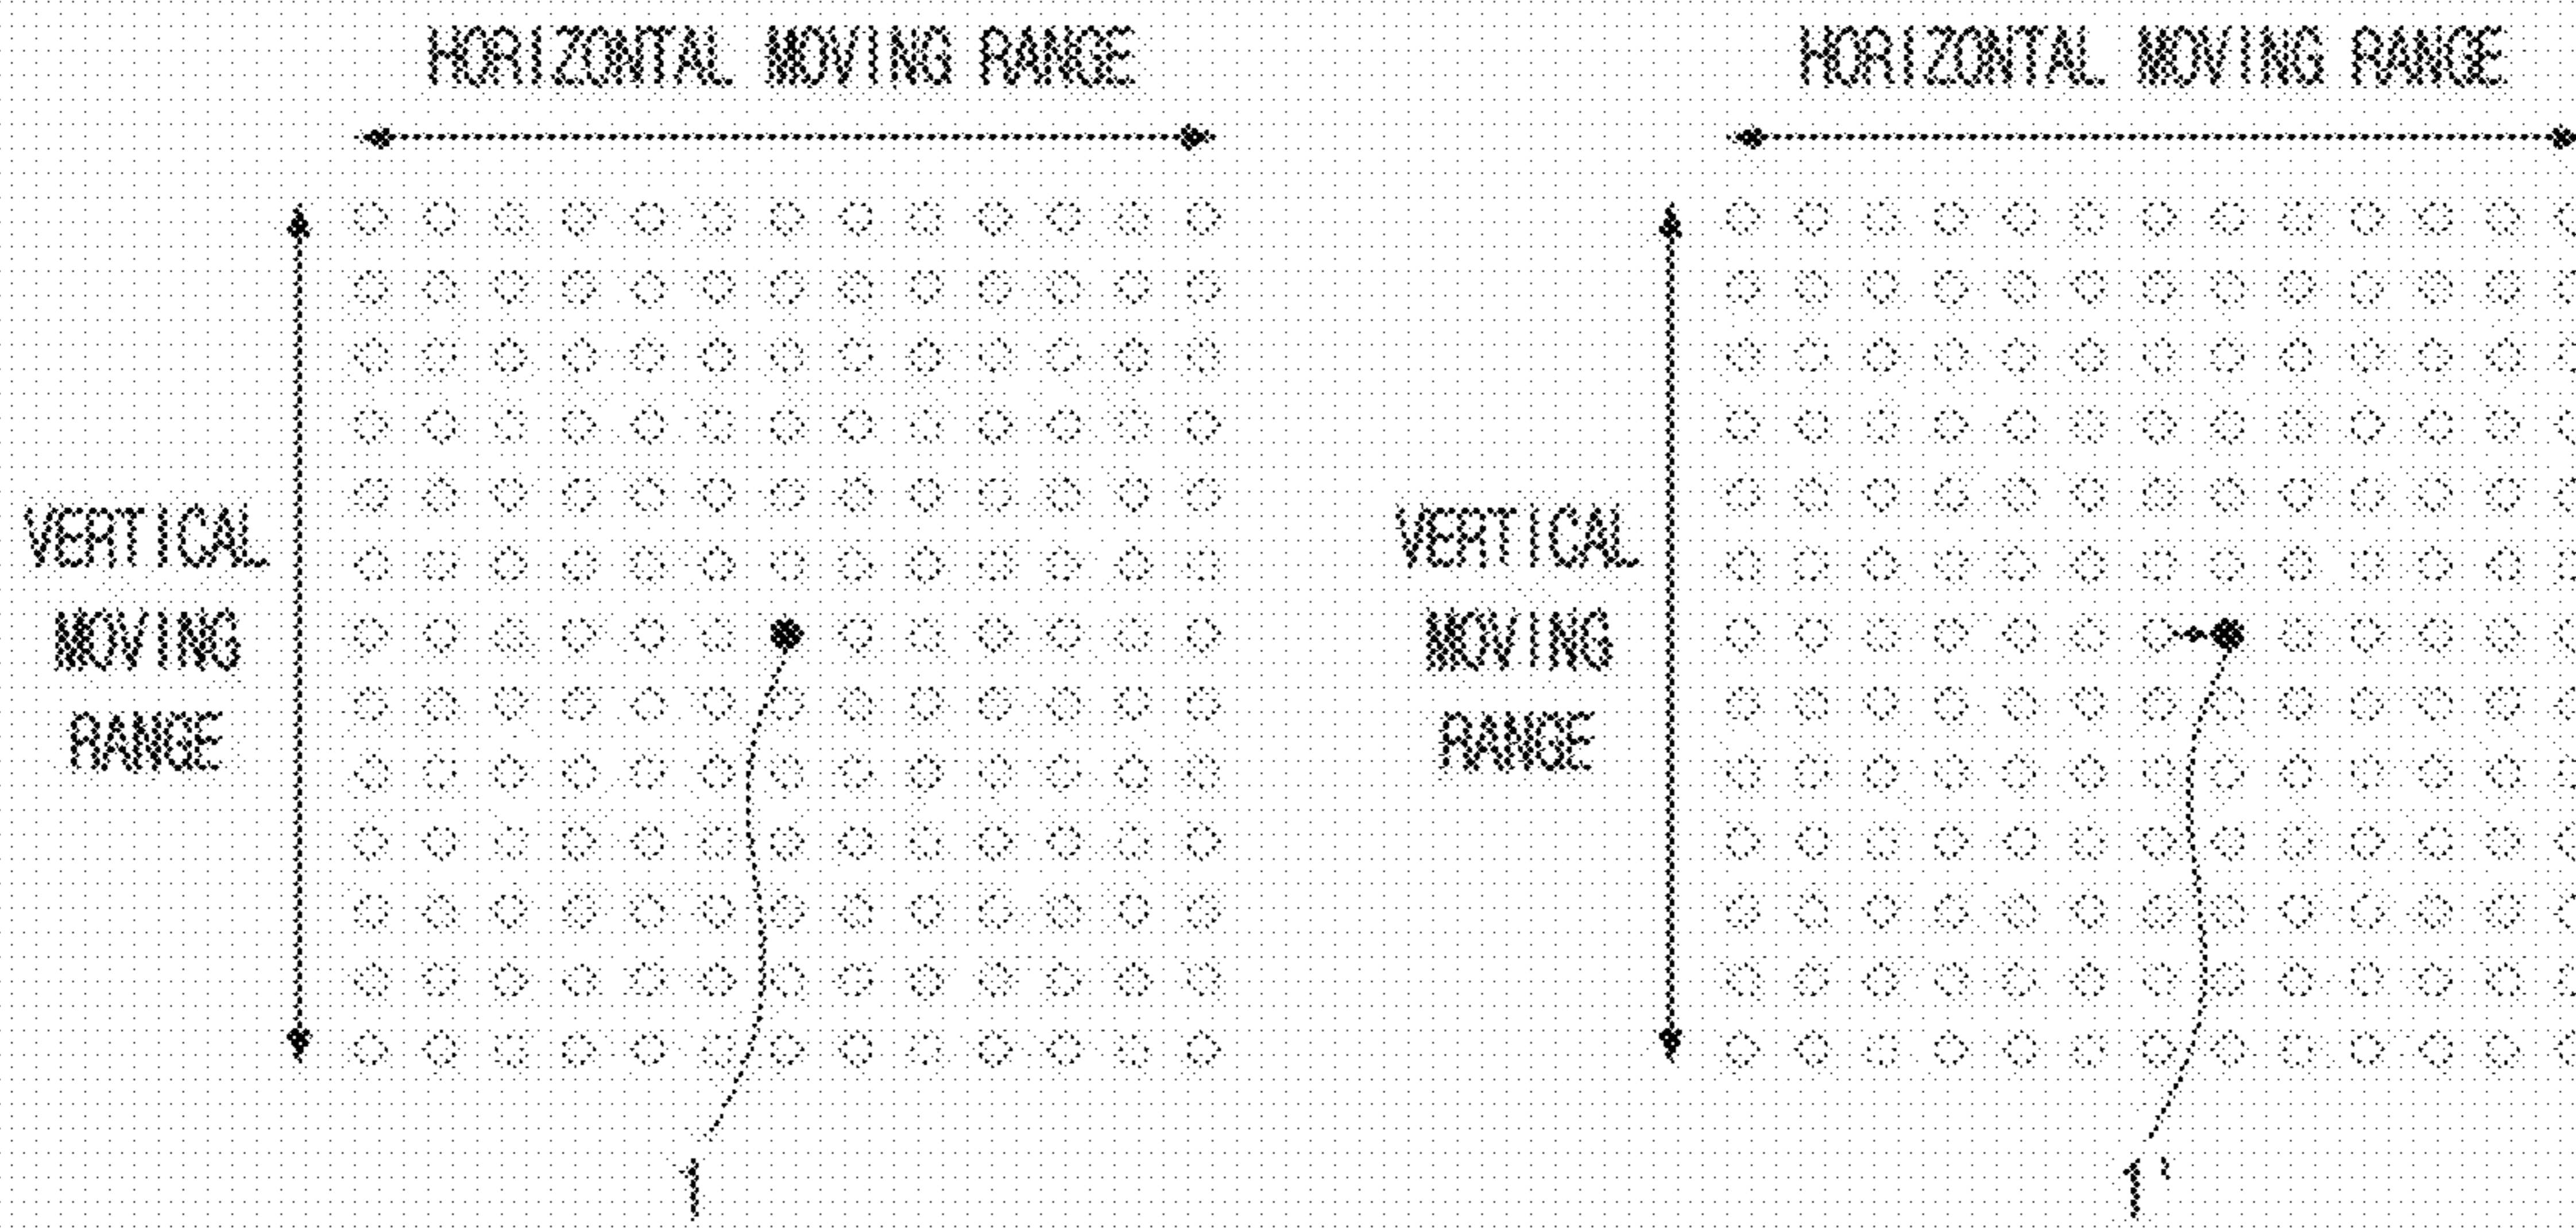 HORIZONTAL MOVING RANGE
VERTICAL
MOVING
RANGE
1
HORIZONTAL MOVING RANGE
VERTICAL
MOVING
RANGE
1'